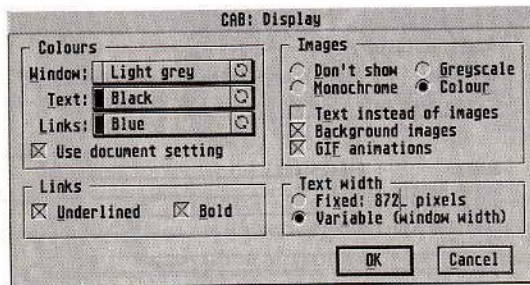 CAB: Display
Colours
Window: Light grey
Text: Black
Links: Blue
Use document setting
Links
Underlined Bold
Images
Don't show Greyscale
Monochrome Colour
Text instead of images
Background images
GIF animations
Text width
Fixed: 872 pixels
Variable (window width)
OK Cancel